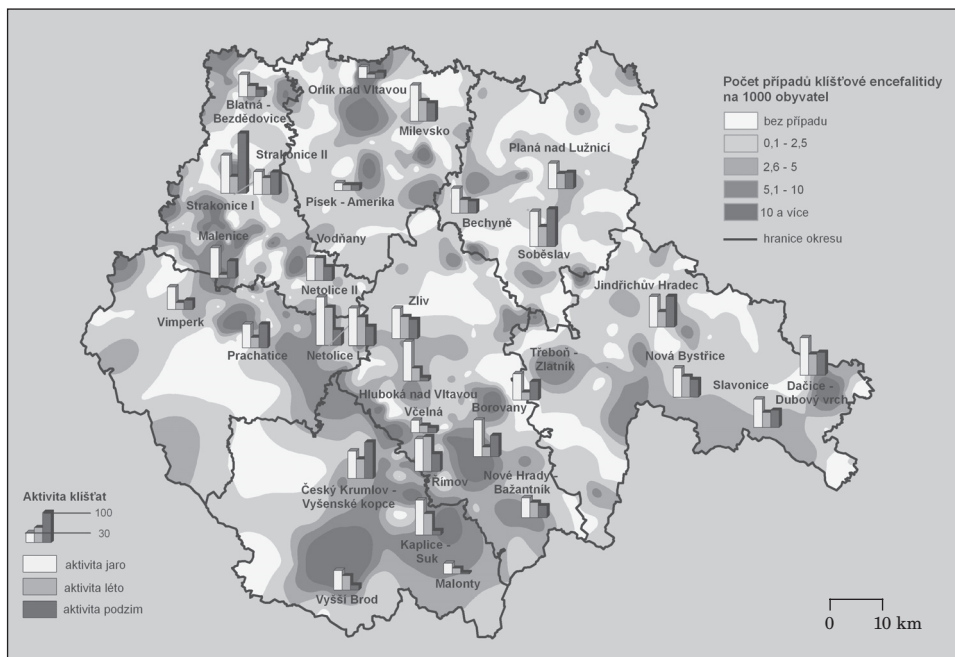 Počet případů klíšťové encefalitidy
na 1000 obyvatel
bez případu
0,1 - 2,5
2,6 - 5
5,1 - 10
10 a více
hranice okresu
Blatná -
Bezdědovice
Orlík nad Vltavou
Milevsko
Strakonice II
Strakonice I
Písek - Amerika
Planá nad Lužnicí
Bechyně
Soběslav
Malenice
Vodňany
Netolice II
Vimperk
Prachatice
Netolice I
Zliv
Hluboká nad Vltavou
Včelná
Borovany
Třeboň -
Zlatník
Jindřichův Hradec
Nová Bystřice
Slavonice
Dačice -
Dubový vrch
Český Krumlov -
Vyšenské kopce
Římov
Nové Hrady
Bažantník
Kaplice -
Suk
Malonty
Vyšší Brod
Aktivita klíšťat
100
30
aktivita jaro
aktivita léto
aktivita podzim
0 10 km